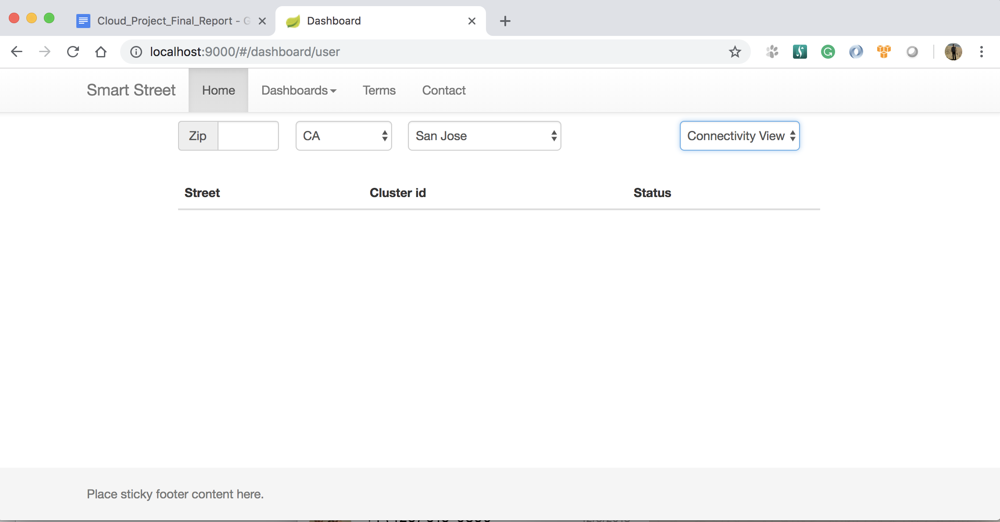 Cloud_Project_Final_Report - G
Dashboard
localhost:9000/#/dashboard/user
Smart Street Home Dashboards Terms Contact
Zip CA San Jose Connectivity View
Street Cluster id Status
Place sticky footer content here.